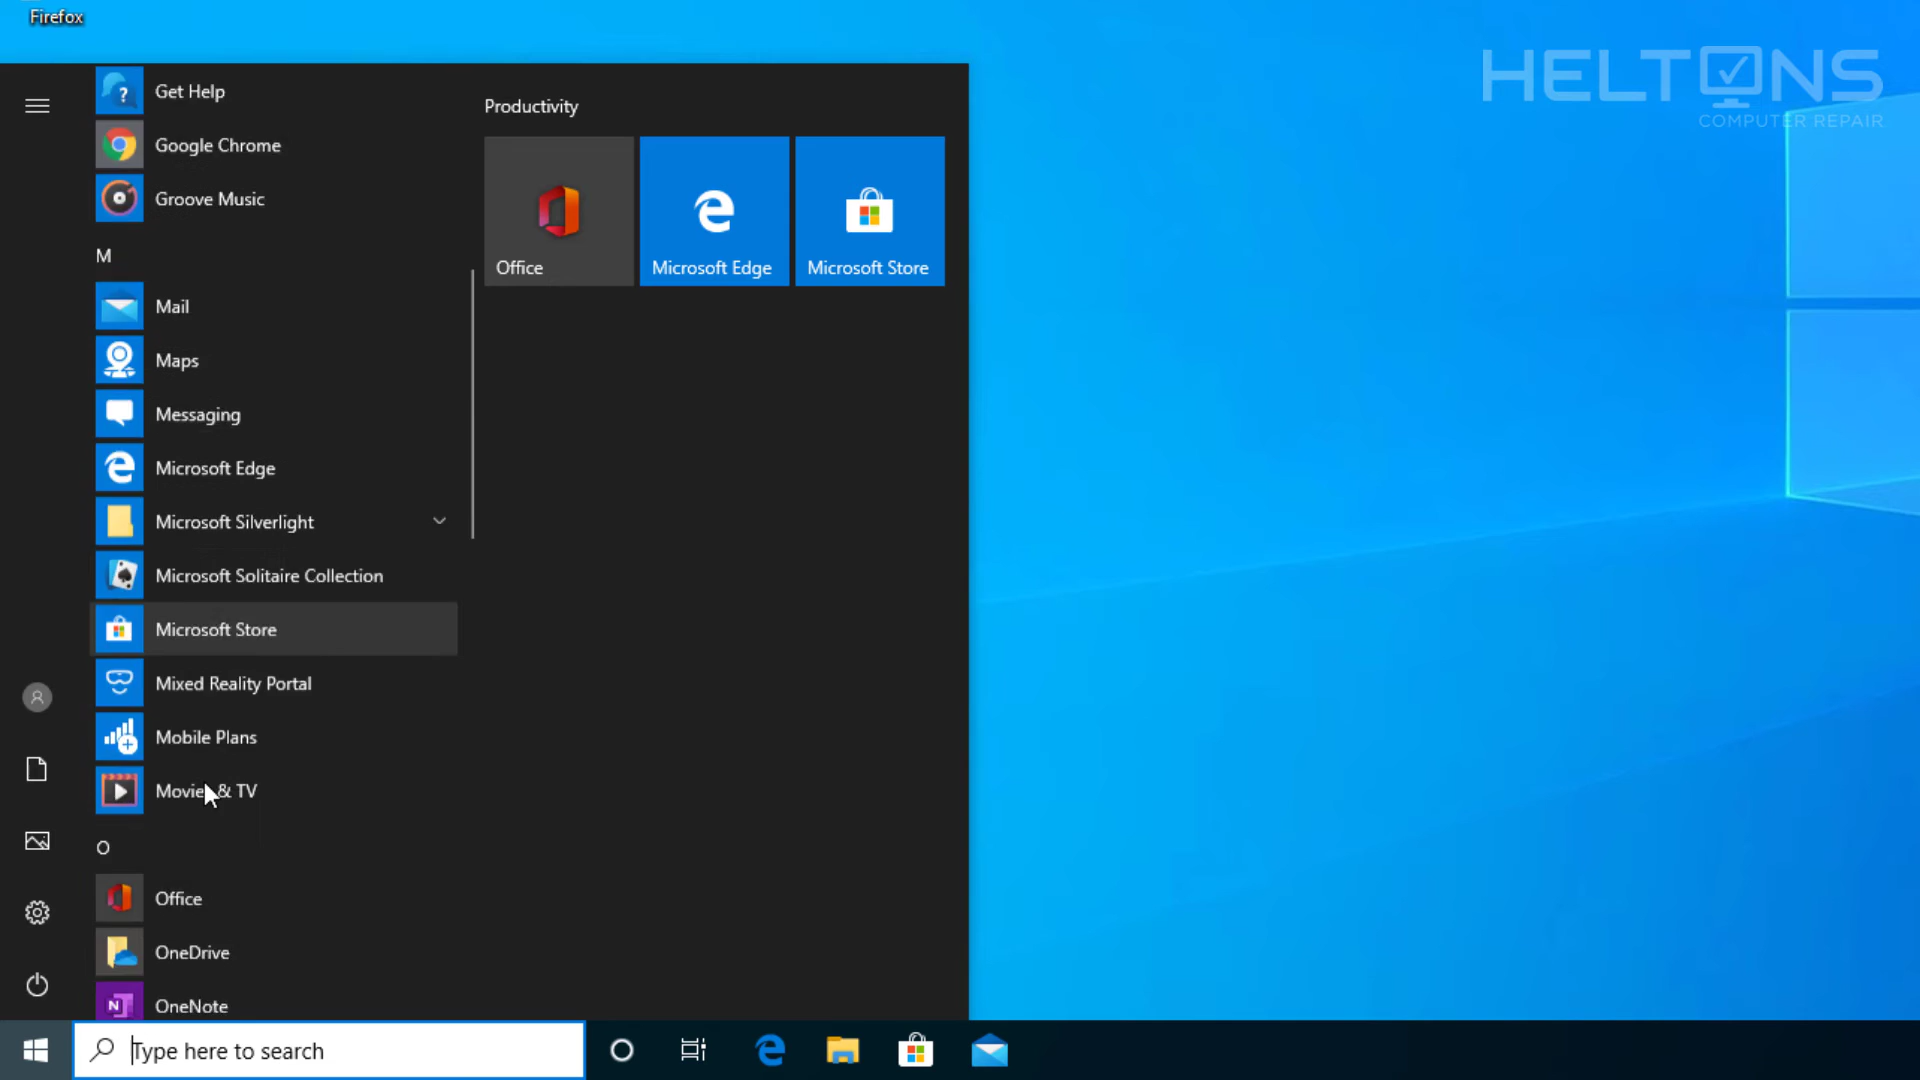 Firefox
HELTONS
COMPUTER REPAIR
Get Help
Google Chrome
Groove Music
M
Mail
Maps
Messaging
Microsoft Edge
Microsoft Silverlight
Microsoft Solitaire Collection
Microsoft Store
Mixed Reality Portal
Mobile Plans
Movies & TV
O
Office
OneDrive
OneNote
Productivity
Office
Microsoft Edge
Microsoft Store
Type here to search